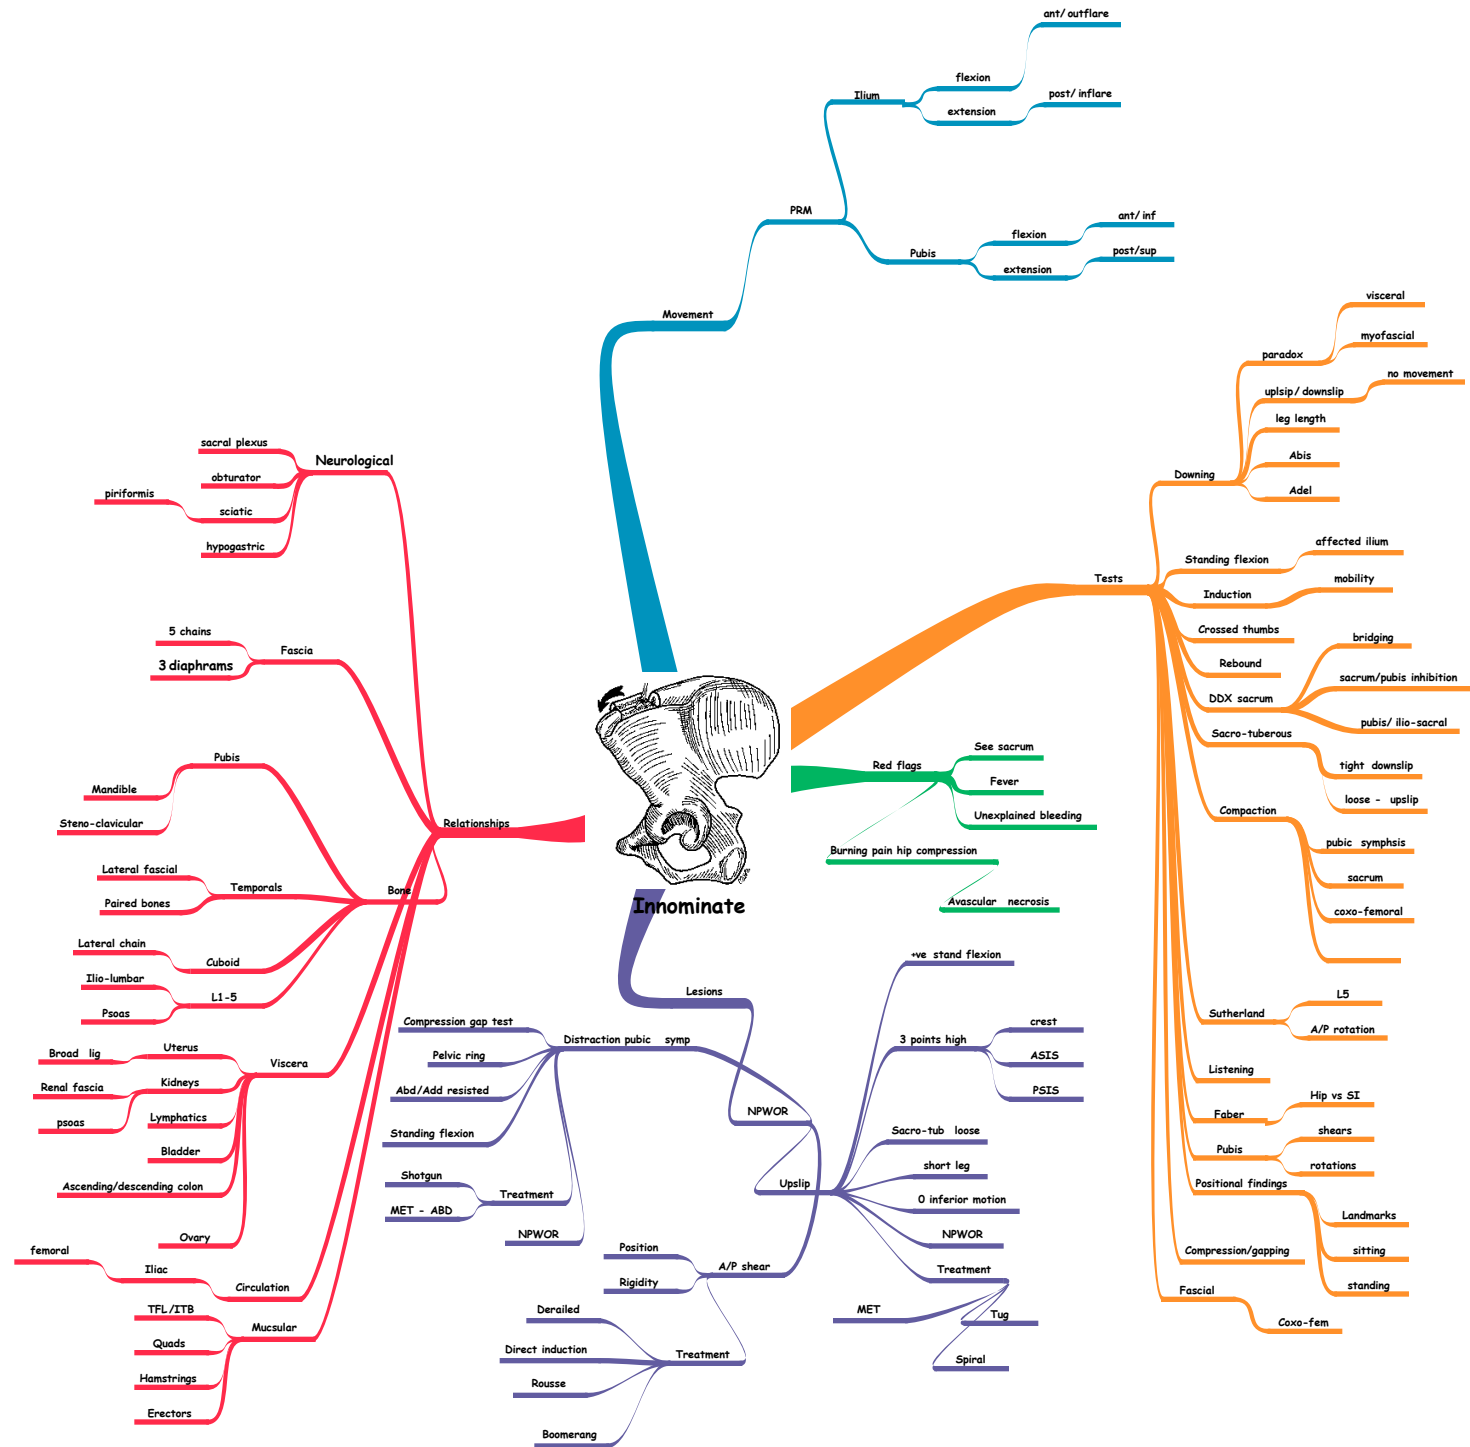 Innominate
Movement
PRM
Ilium
flexion
ant/ outflare
extension
post/ inflare
Pubis
flexion
ant/ inf
extension
post/sup
Tests
Downing
paradox
visceral
myofascial
uplsip/ downslip
no movement
leg length
Abis
Adel
Standing flexion
affected ilium
Induction
mobility
Crossed thumbs
Rebound
DDX sacrum
bridging
sacrum/pubis inhibition
pubis/ ilio-sacral
Sacro-tuberous
tight downslip
loose - upslip
Compaction
pubic symphsis
sacrum
coxo-femoral
Sutherland
L5
A/P rotation
Listening
Faber
Hip vs SI
Pubis
shears
rotations
Positional findings
Landmarks
sitting
standing
Compression/gapping
Fascial
Coxo-fem
Red flags
See sacrum
Fever
Unexplained bleeding
Burning pain hip compression
Avascular necrosis
Lesions
NPWOR
Upslip
+ve stand flexion
3 points high
crest
ASIS
PSIS
Sacro-tub loose
short leg
0 inferior motion
NPWOR
Treatment
MET
Tug
Spiral
A/P shear
Position
Rigidity
Treatment
Derailed
Direct induction
Rousse
Boomerang
Distraction pubic symp
Compression gap test
Pelvic ring
Abd/Add resisted
Standing flexion
Treatment
Shotgun
MET - ABD
NPWOR
Relationships
Neurological
sacral plexus
obturator
sciatic
piriformis
hypogastric
Fascia
5 chains
3 diaphrams
Bone
Pubis
Mandible
Steno-clavicular
Temporals
Lateral fascial
Paired bones
Cuboid
Lateral chain
L1-5
Ilio-lumbar
Psoas
Viscera
Uterus
Broad lig
Kidneys
Renal fascia
psoas
Lymphatics
Bladder
Ascending/descending colon
Ovary
Circulation
Iliac
femoral
Mucsular
TFL/ITB
Quads
Hamstrings
Erectors